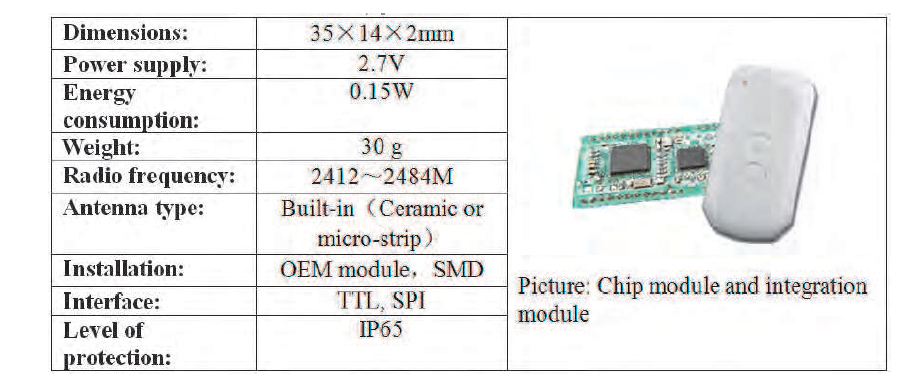 Dimensions:
35×14×2mm
Power supply:
2.7V
Energy
consumption:
0.15W
Weight:
30 g
Radio frequency:
2412～2484M
Antenna type:
Built-in（Ceramic or
micro-strip）
Installation:
OEM module，SMD
Interface:
TTL, SPI
Level of
protection:
IP65
Picture: Chip module and integration
module